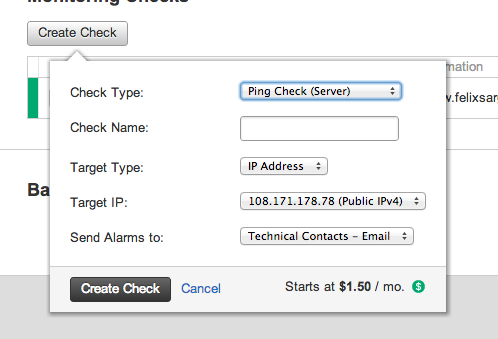 Monitoring Checks
Create Check
mation
v.felixsar
Check Type: Ping Check (Server)
Check Name:
Target Type: IP Address
Ba
Target IP: 108.171.178.78 (Public IPv4)
Send Alarms to: Technical Contacts – Email
Create Check Cancel Starts at $1.50 / mo. $